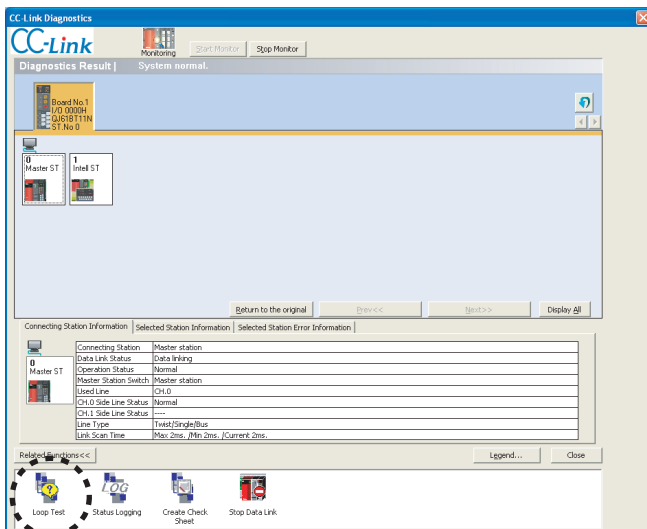 CC-Link Diagnostics
CC-Link
Monitoring
Start Monitor
Stop Monitor
Diagnostics Result | System normal.
Board No.1
I/O 0000H
QJ61BT11N
ST.No 0
0
Master ST
1
Intell ST
Return to the original
Prev<<
Next>>
Display All
Connecting Station Information
Selected Station Information
Selected Station Error Information
0
Master ST
Connecting Station Master station
Data Link Status Data linking
Operation Status Normal
Master Station Switch Master station
Used Line CH.0
CH.0 Side Line Status Normal
CH.1 Side Line Status ----
Line Type Twist/Single/Bus
Link Scan Time Max 2ms. /Min 2ms. /Current 2ms.
Related Functions<<
Legend...
Close
LOG
Loop Test
Status Logging
Create Check
Sheet
Stop Data Link